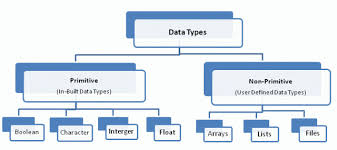 Data Types
Primitive
(In-Built Data Types)
Non-Primitive
(User Defined Data Types)
Boolean
Character
Interger
Float
Arrays
Lists
Files